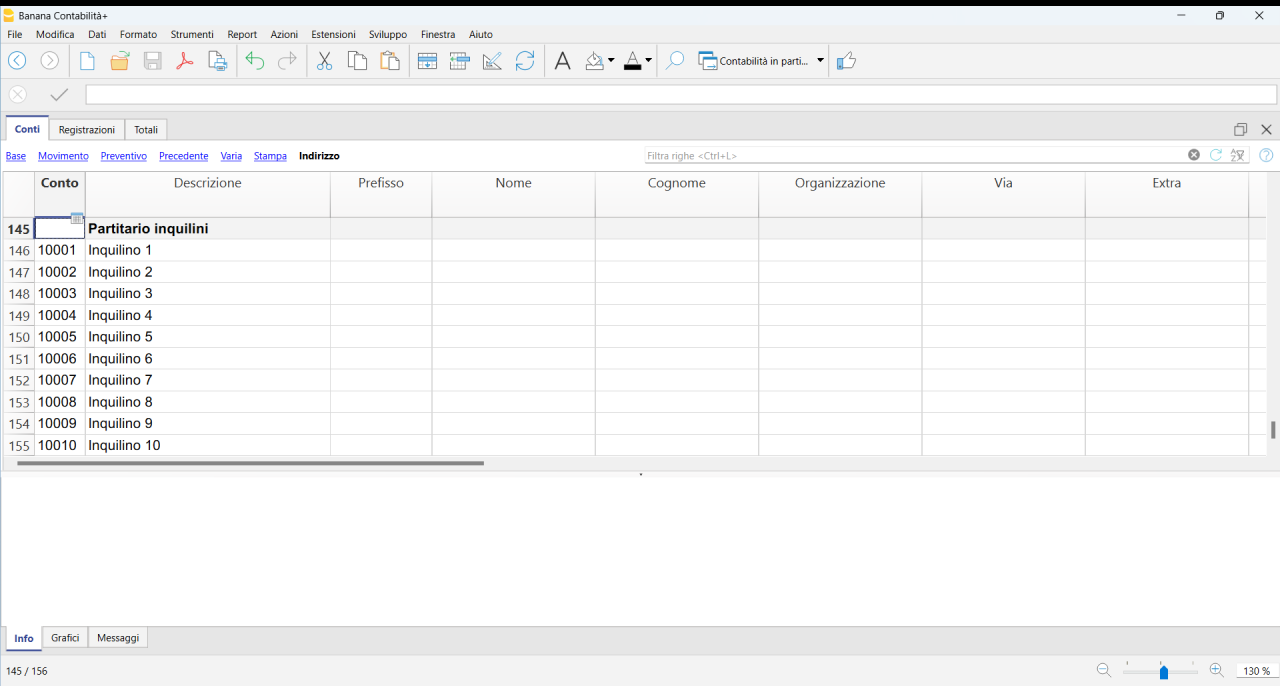 Banana Contabilità+
File Modifica Dati Formato Strumenti Report Azioni Estensioni Sviluppo Finestra Aiuto
Contabilità in parti...
Conti Registrazioni Totali
Base Movimento Preventivo Precedente Varia Stampa Indirizzo Filtra righe <Ctrl+L>
Conto Descrizione Prefisso Nome Cognome Organizzazione Via Extra
145 Partitario inquilini
146 10001 Inquilino 1
147 10002 Inquilino 2
148 10003 Inquilino 3
149 10004 Inquilino 4
150 10005 Inquilino 5
151 10006 Inquilino 6
152 10007 Inquilino 7
153 10008 Inquilino 8
154 10009 Inquilino 9
155 10010 Inquilino 10
Info Grafici Messaggi
145 / 156 130 %